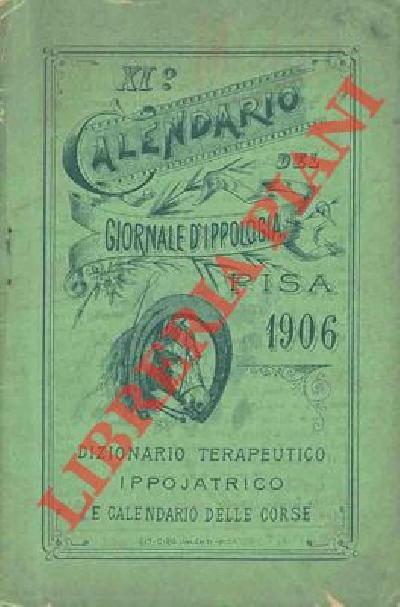 XI?
CALENDARIO
DEL
GIORNALE D'IPPOLOGIA
PISA
1906
DIZIONARIO TERAPEUTICO
IPPOJATRICO
E CALENDARIO DELLE CORSE
LIBRERIA PIANI